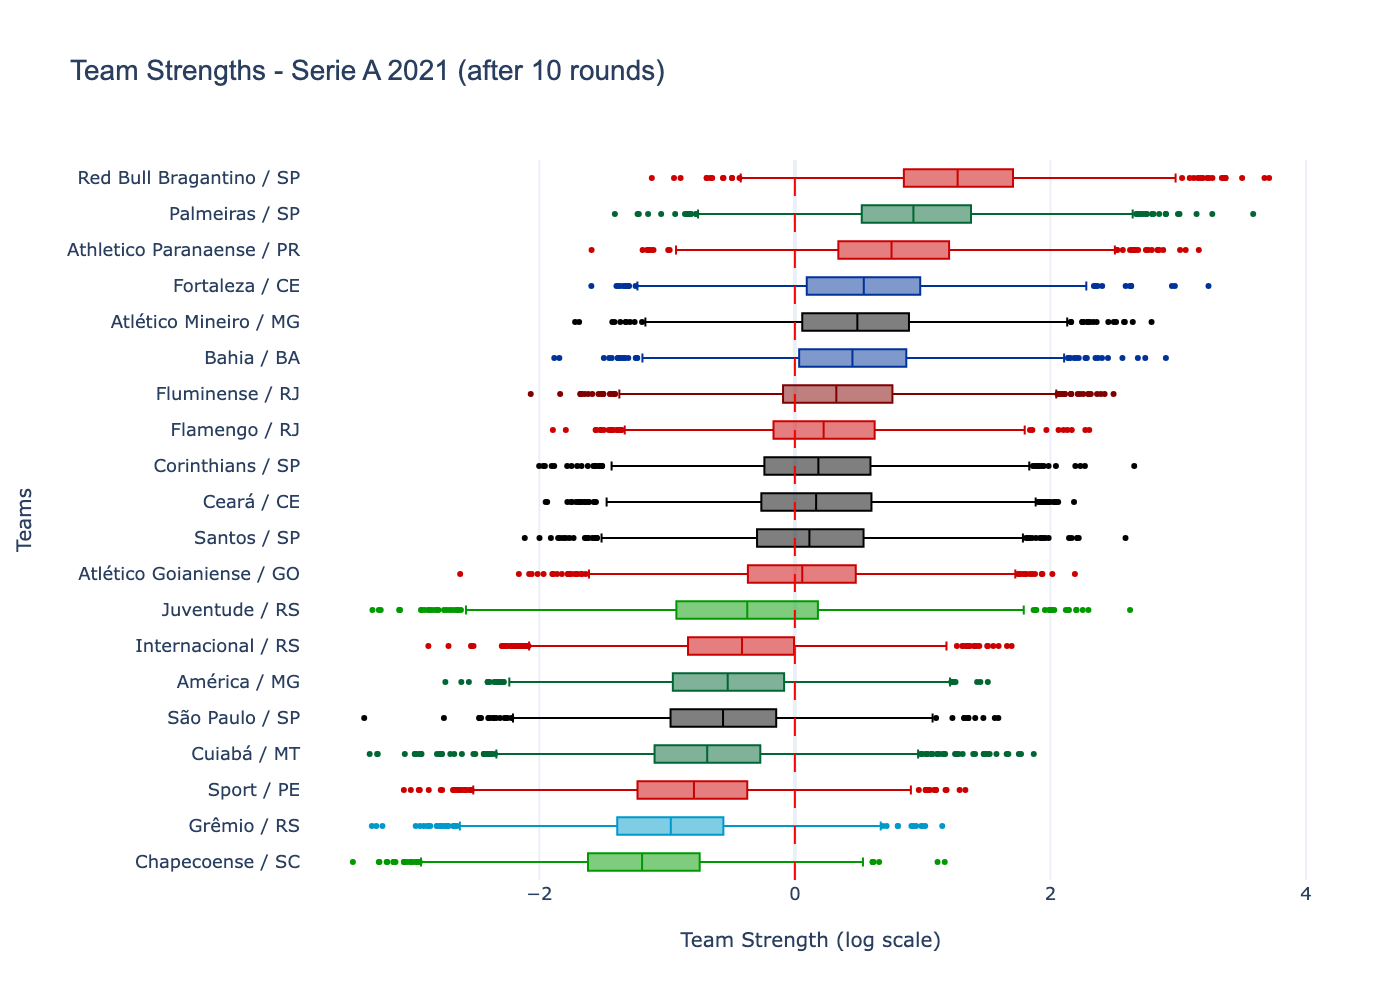 Team Strengths - Serie A 2021 (after 10 rounds)
Red Bull Bragantino / SP
Palmeiras / SP
Athletico Paranaense / PR
Fortaleza / CE
Atlético Mineiro / MG
Bahia / BA
Fluminense / RJ
Flamengo / RJ
Corinthians / SP
Ceará / CE
Santos / SP
Atlético Goianiense / GO
Juventude / RS
Internacional / RS
América / MG
São Paulo / SP
Cuiabá / MT
Sport / PE
Grêmio / RS
Chapecoense / SC
Teams
−2 0 2 4
Team Strength (log scale)